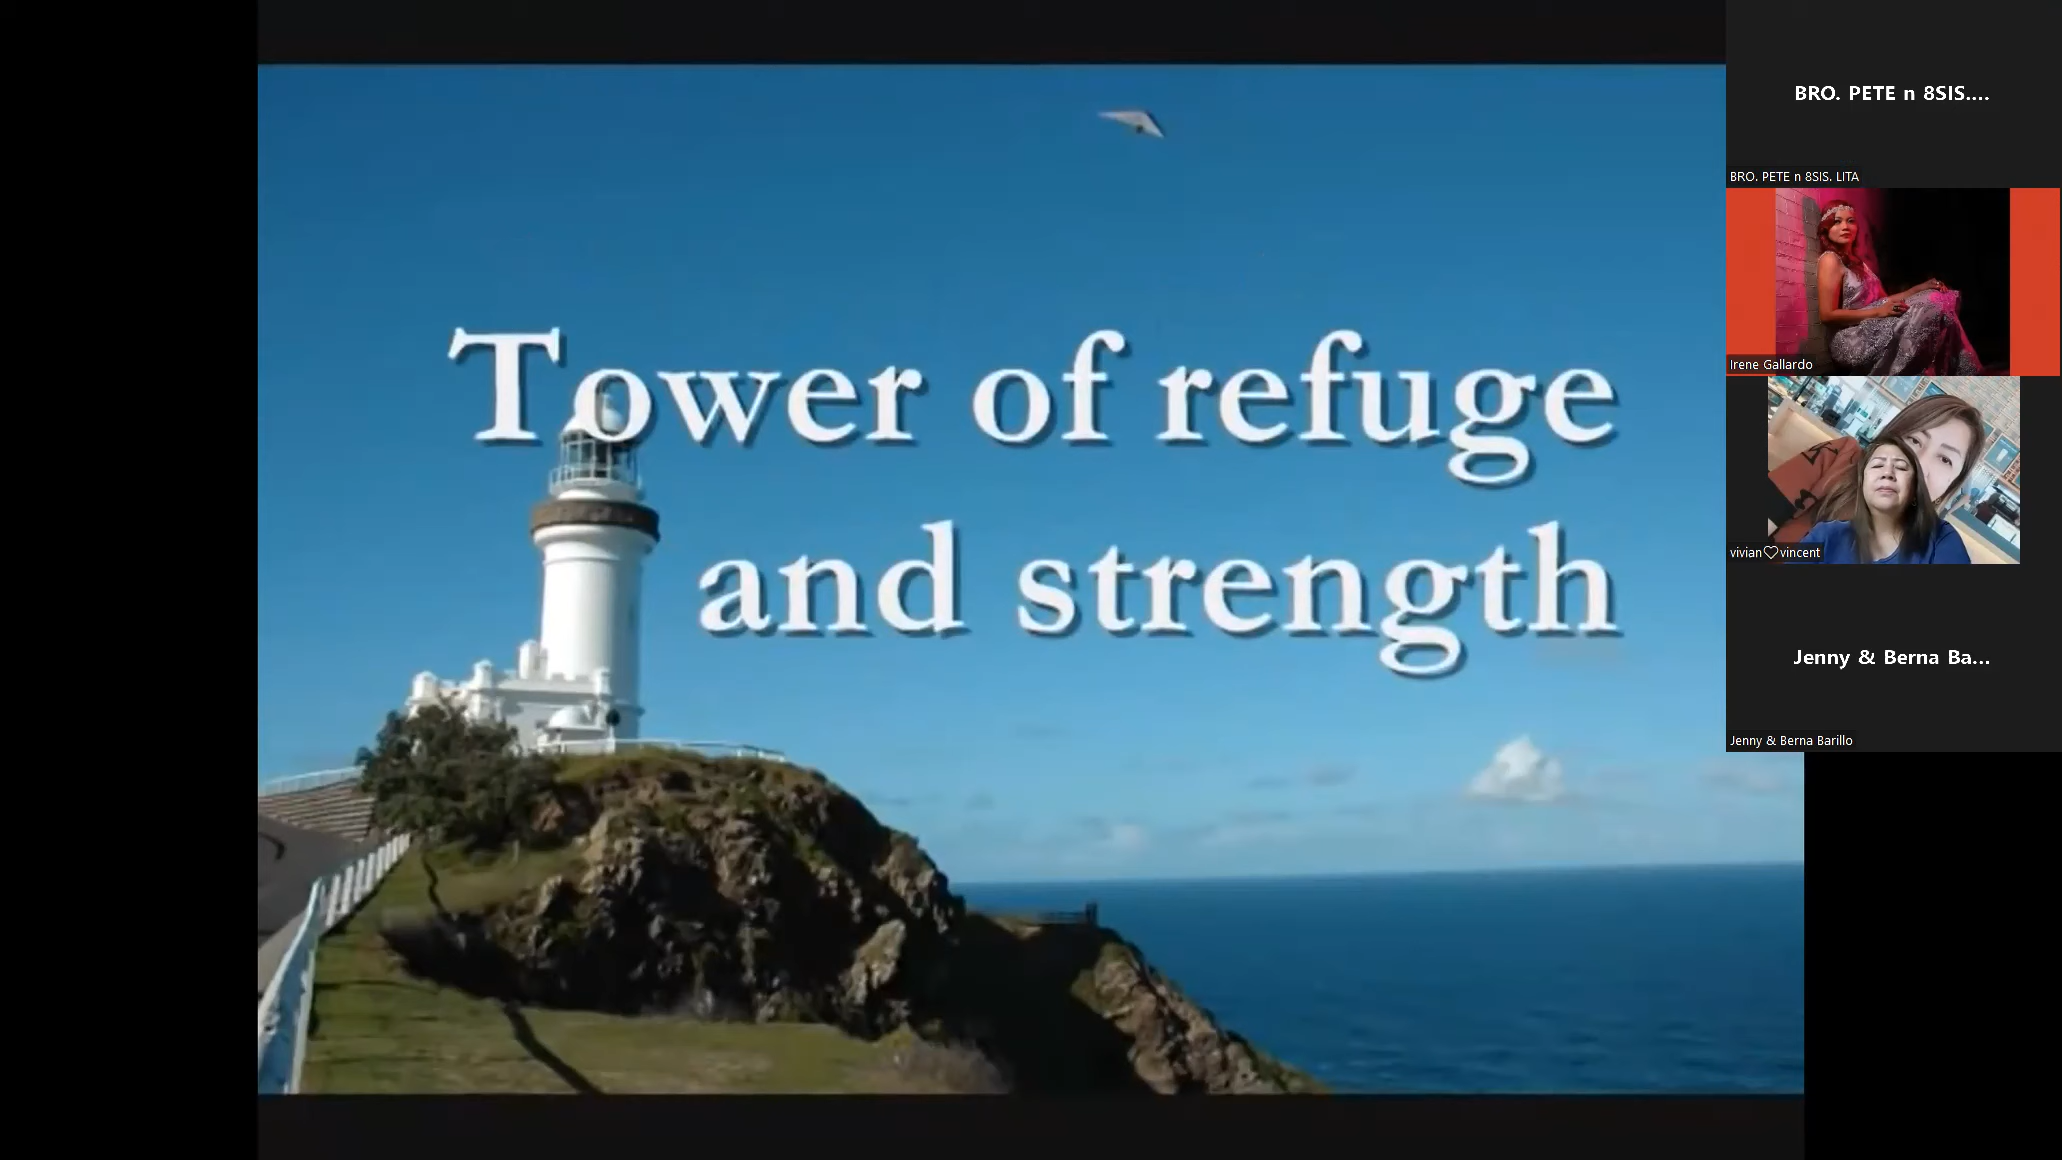 Tower of refuge
and strength
BRO. PETE n 8SIS....
BRO. PETE n 8SIS. LITA
Irene Gallardo
vivian♡vincent
Jenny & Berna Ba...
Jenny & Berna Barillo